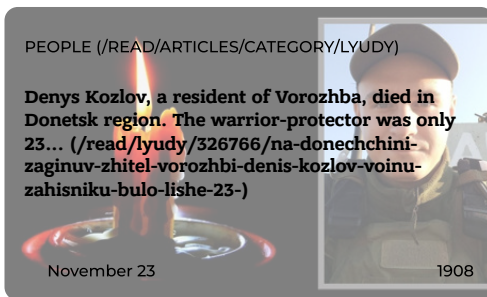 PEOPLE (/READ/ARTICLES/CATEGORY/LYUDY)
Denys Kozlov, a resident of Vorozhba, died in
Donetsk region. The warrior-protector was only
23... (/read/lyudy/326766/na-donechchini-
zaginuv-zhitel-vorozhbi-denis-kozlov-voinu-
zahisniku-bulo-lishe-23-)
November 23
1908